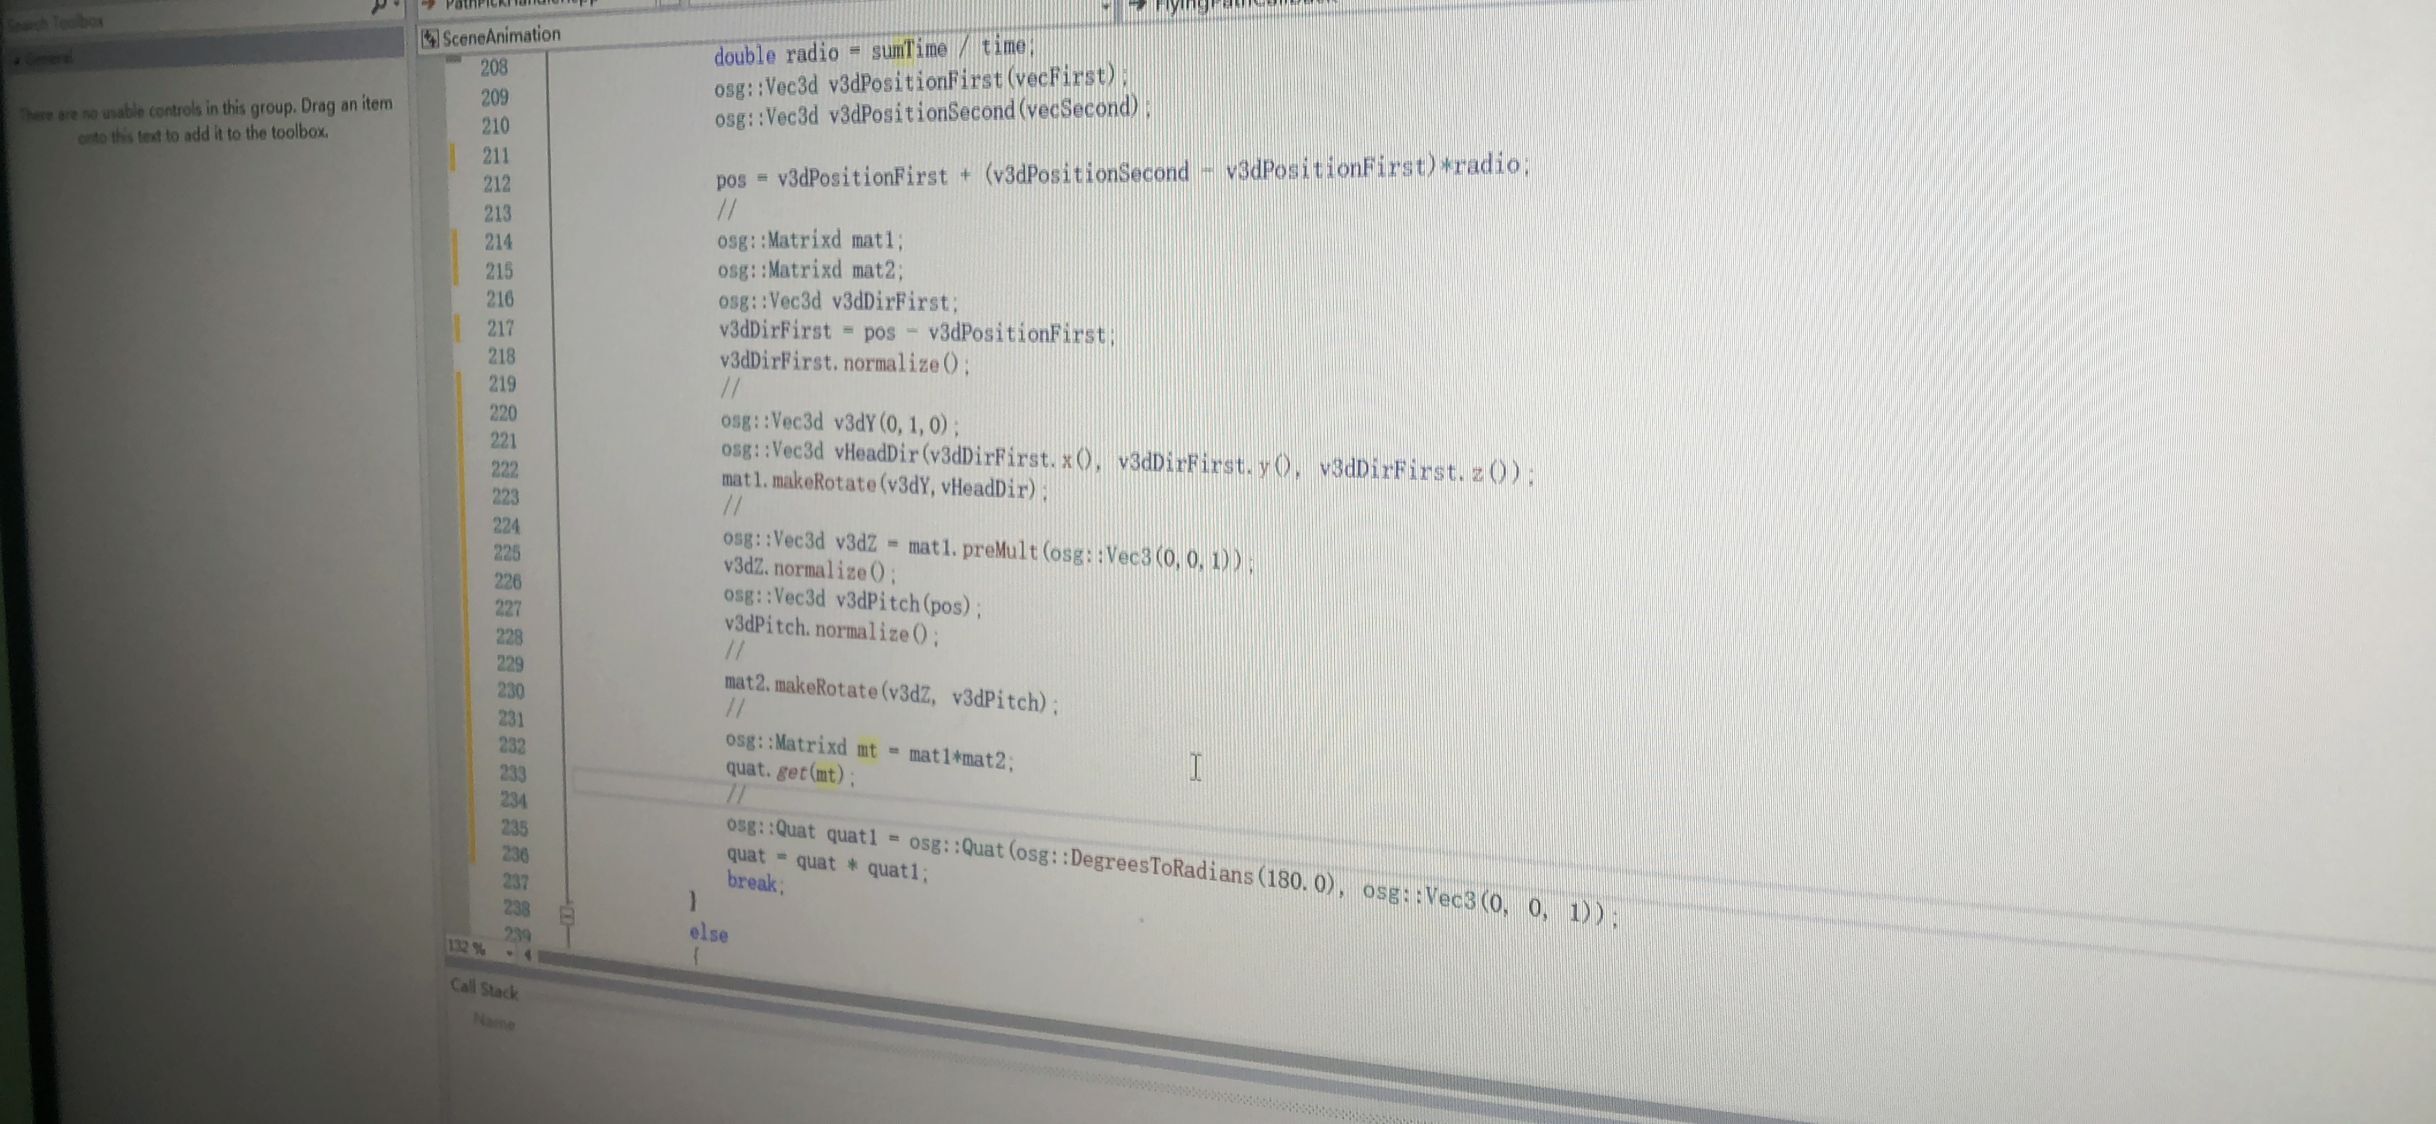 Search Toolbox
General
There are no usable controls in this group. Drag an item
onto this text to add it to the toolbox.
SceneAnimation
208
209
210
211
212
213
214
215
216
217
218
219
220
221
222
223
224
225
226
227
228
229
230
231
232
233
234
235
236
237
238
239
double radio = sumTime / time;
osg::Vec3d v3dPositionFirst(vecFirst);
osg::Vec3d v3dPositionSecond(vecSecond);
pos = v3dPositionFirst + (v3dPositionSecond - v3dPositionFirst)*radio;
//
osg::Matrixd mat1;
osg::Matrixd mat2;
osg::Vec3d v3dDirFirst;
v3dDirFirst = pos - v3dPositionFirst;
v3dDirFirst.normalize();
//
osg::Vec3d v3dY(0,1,0);
osg::Vec3d vHeadDir(v3dDirFirst.x(), v3dDirFirst.y(), v3dDirFirst.z());
mat1.makeRotate(v3dY,vHeadDir);
//
osg::Vec3d v3dZ = mat1.preMult(osg::Vec3(0,0,1));
v3dZ.normalize();
osg::Vec3d v3dPitch(pos);
v3dPitch.normalize();
//
mat2.makeRotate(v3dZ, v3dPitch);
//
osg::Matrixd mt = mat1*mat2;
quat.get(mt);
//
osg::Quat quat1 = osg::Quat(osg::DegreesToRadians(180.0), osg::Vec3(0, 0, 1));
quat = quat * quat1;
break;
}
else
{
132 %
Call Stack
Name